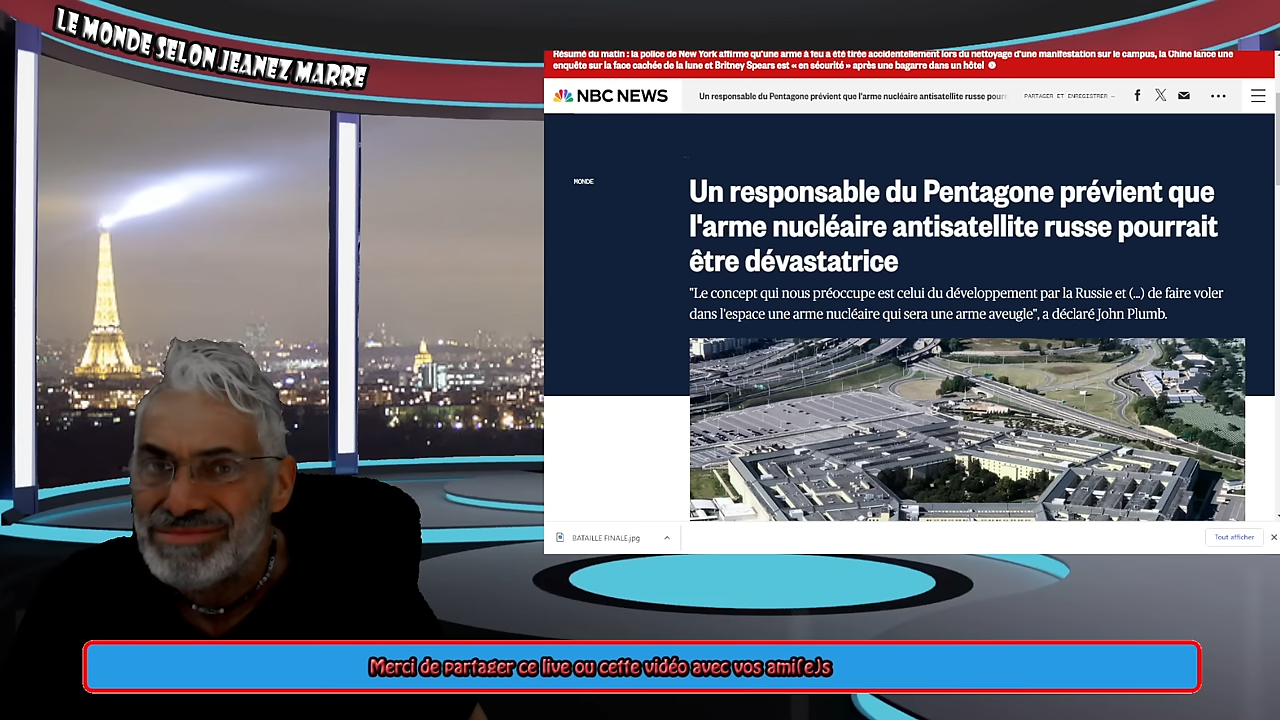 LE MONDE SELON JEANEZ MARRE
Résumé du matin : la police de New York affirme qu'une arme à feu a été tirée accidentellement lors du nettoyage d'une manifestation sur le campus, la Chine lance une
enquête sur la face cachée de la lune et Britney Spears est « en sécurité » après une bagarre dans un hôtel
NBC NEWS
Un responsable du Pentagone prévient que l'arme nucléaire antisatellite russe pour
PARTAGER ET ENREGISTRER —
MONDE
Un responsable du Pentagone prévient que
l'arme nucléaire antisatellite russe pourrait
être dévastatrice
"Le concept qui nous préoccupe est celui du développement par la Russie et (...) de faire voler
dans l'espace une arme nucléaire qui sera une arme aveugle", a déclaré John Plumb.
BATAILLE FINALE.jpg
Tout afficher
Merci de partager ce live ou cette vidéo avec vos ami(e)s